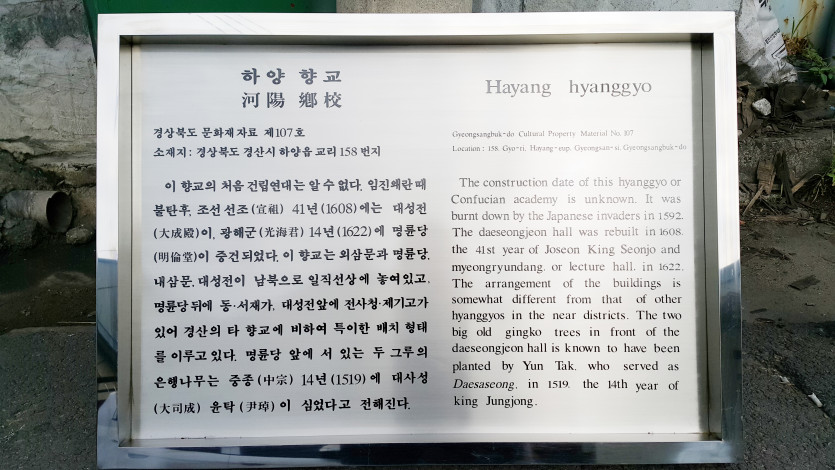 하양 향교
河陽 鄕校
경상북도 문화재자료 제107호
소재지: 경상북도 경산시 하양읍 교리 158 번지
이 향교의 처음 건립연대는 알 수 없다. 임진왜란 때
불탄후, 조선 선조(宣祖) 41년(1608)에는 대성전
(大成殿)이, 광해군(光海君) 14년(1622)에 명륜당
(明倫堂)이 중건되었다. 이 향교는 외삼문과 명륜당,
내삼문, 대성전이 남북으로 일직선상에 놓여있고,
명륜당 뒤에 동·서재가, 대성전앞에 전사청·제기고가
있어 경산의 타 향교에 비하여 특이한 배치 형태
를 이루고 있다. 명륜당 앞에 서 있는 두 그루의
은행나무는 중종(中宗) 14년(1519)에 대사성
(大司成) 윤탁(尹琸)이 심었다고 전해진다.
Hayang hyanggyo
Gyeongsangbuk-do Cultural Property Material No. 107
Location : 158, Gyo-ri, Hayang-eup, Gyeongsan-si, Gyeongsangbuk-do
The construction date of this hyanggyo or
Confucian academy is unknown. It was
burnt down by the Japanese invaders in 1592.
The daeseongjeon hall was rebuilt in 1608,
the 41st year of Joseon King Seonjo and
myeongryundang, or lecture hall, in 1622.
The arrangement of the buildings is
somewhat different from that of other
hyanggyos in the near districts. The two
big old gingko trees in front of the
daeseongjeon hall is known to have been
planted by Yun Tak, who served as
Daesaseong, in 1519, the 14th year of
king Jungjong.